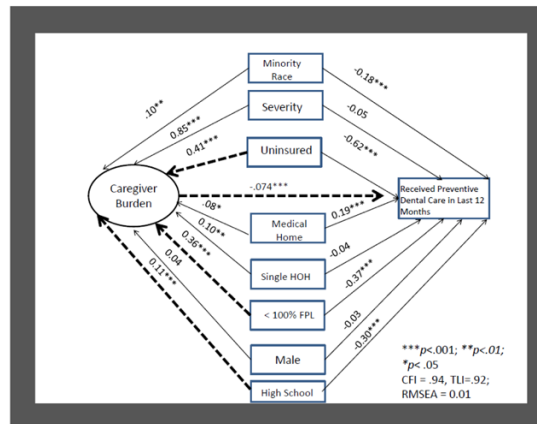 Minority
Race
-0.18***
.10**
Severity
-0.05
0.85***
0.41***
Uninsured
-0.62***
Caregiver
Burden
-.074***
Received Preventive
Dental Care in Last 12
Months
.08*
Medical
Home
0.19***
0.10**
Single HOH
-0.04
0.36***
< 100% FPL
-0.37***
0.04
Male
-0.03
0.11***
High School
-0.30***
***p<.001; **p<.01;
*p< .05
CFI = .94, TLI=.92;
RMSEA = 0.01